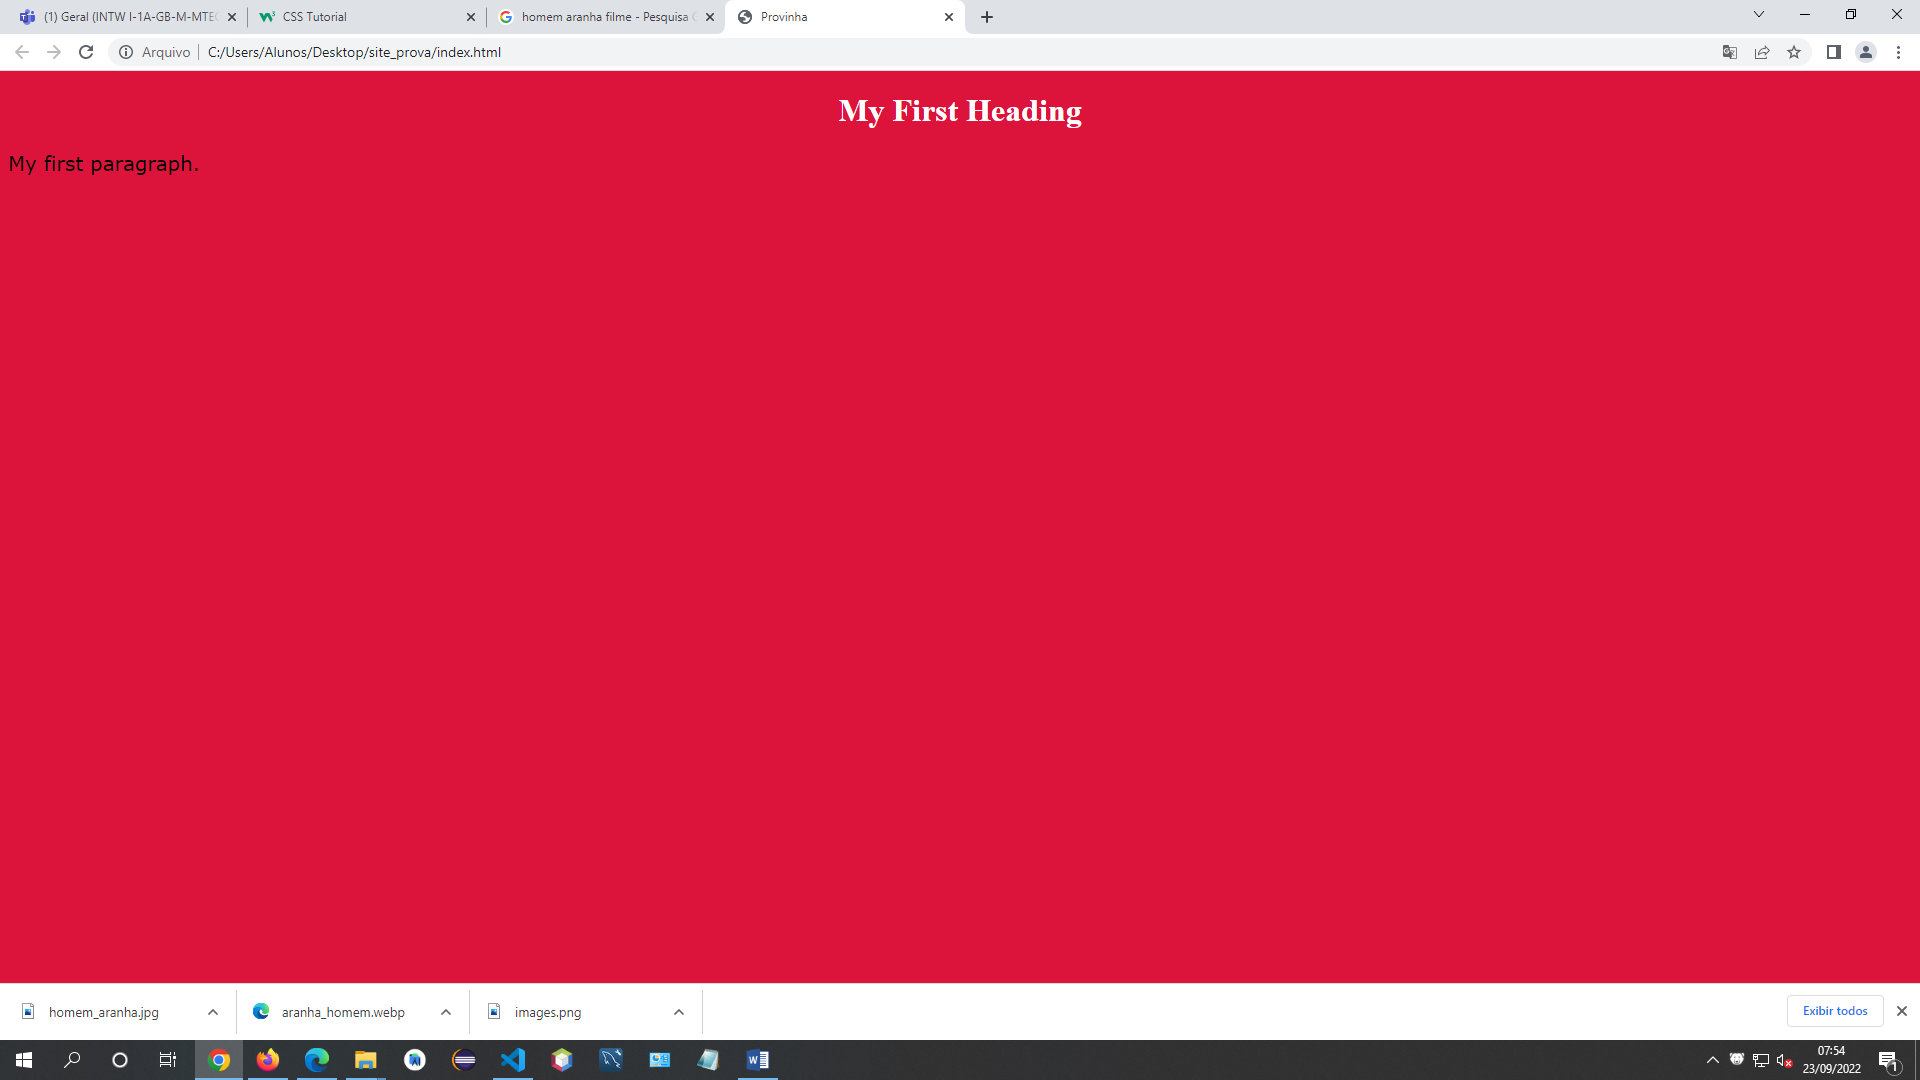 (1) Geral (INTW I-1A-GB-M-MTEC
CSS Tutorial
homem aranha filme - Pesquisa
Provinha
Arquivo
C:/Users/Alunos/Desktop/site_prova/index.html
My First Heading
My first paragraph.
homem_aranha.jpg
aranha_homem.webp
images.png
Exibir todos
07:54
23/09/2022
1